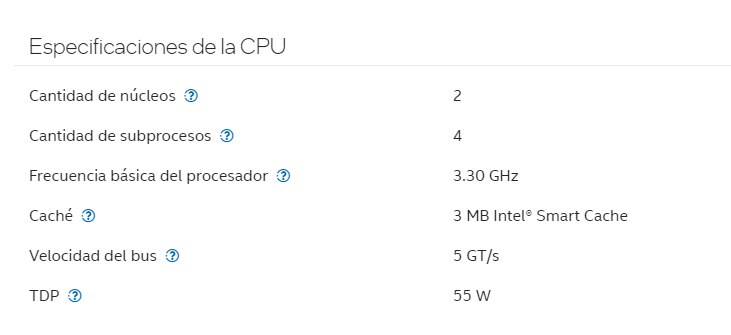 Especificaciones de la CPU
Cantidad de núcleos ? 2
Cantidad de subprocesos ? 4
Frecuencia básica del procesador ? 3.30 GHz
Caché ? 3 MB Intel® Smart Cache
Velocidad del bus ? 5 GT/s
TDP ? 55 W